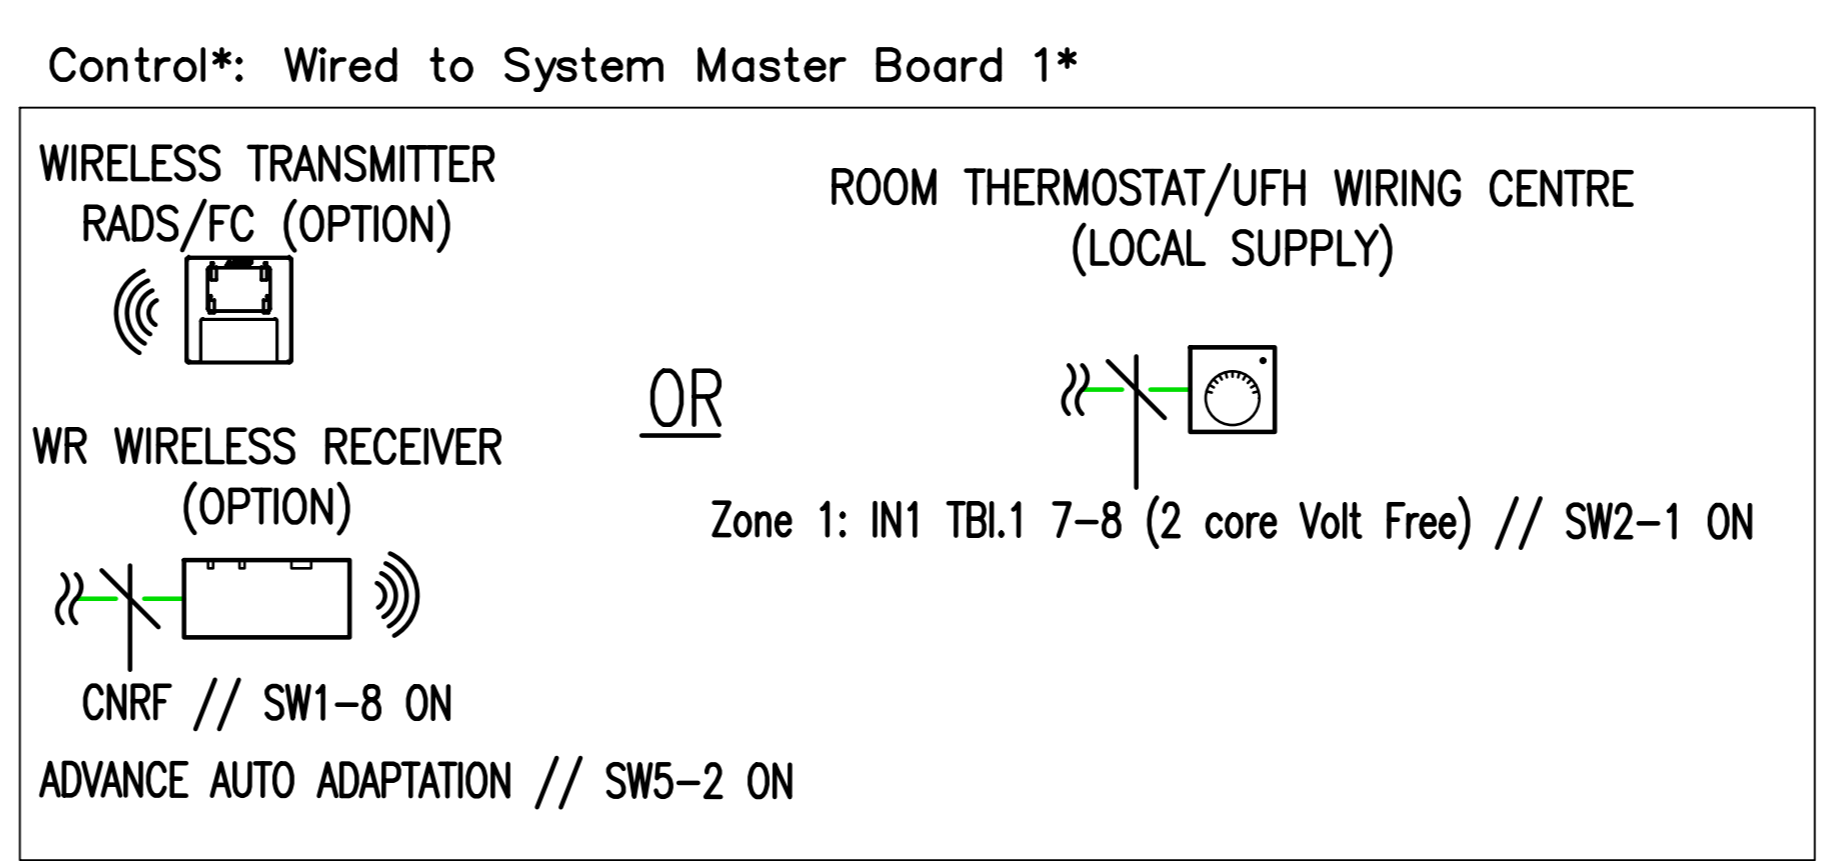 Control*: Wired to System Master Board 1*
WIRELESS TRANSMITTER
RADS/FC (OPTION)
WR WIRELESS RECEIVER
(OPTION)
CNRF // SW1-8 ON
ADVANCE AUTO ADAPTATION // SW5-2 ON
OR
ROOM THERMOSTAT/UFH WIRING CENTRE
(LOCAL SUPPLY)
Zone 1: IN1 TBI.1 7-8 (2 core Volt Free) // SW2-1 ON